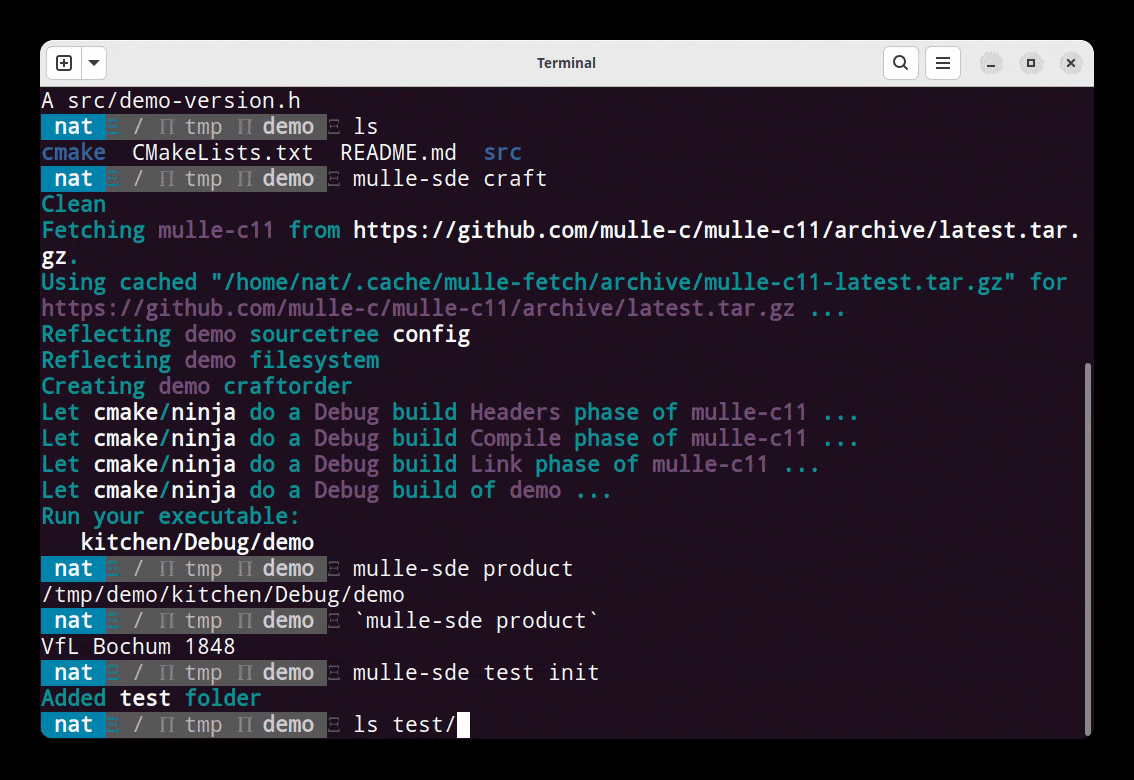 Terminal
A src/demo-version.h
nat / tmp demo ls
cmake CMakeLists.txt README.md src
nat / tmp demo mulle-sde craft
Clean
Fetching mulle-c11 from https://github.com/mulle-c/mulle-c11/archive/latest.tar.
gz.
Using cached "/home/nat/.cache/mulle-fetch/archive/mulle-c11-latest.tar.gz" for
https://github.com/mulle-c/mulle-c11/archive/latest.tar.gz ...
Reflecting demo sourcetree config
Reflecting demo filesystem
Creating demo craftorder
Let cmake/ninja do a Debug build Headers phase of mulle-c11 ...
Let cmake/ninja do a Debug build Compile phase of mulle-c11 ...
Let cmake/ninja do a Debug build Link phase of mulle-c11 ...
Let cmake/ninja do a Debug build of demo ...
Run your executable:
kitchen/Debug/demo
nat / tmp demo mulle-sde product
/tmp/demo/kitchen/Debug/demo
nat / tmp demo `mulle-sde product`
VfL Bochum 1848
nat / tmp demo mulle-sde test init
Added test folder
nat / tmp demo ls test/